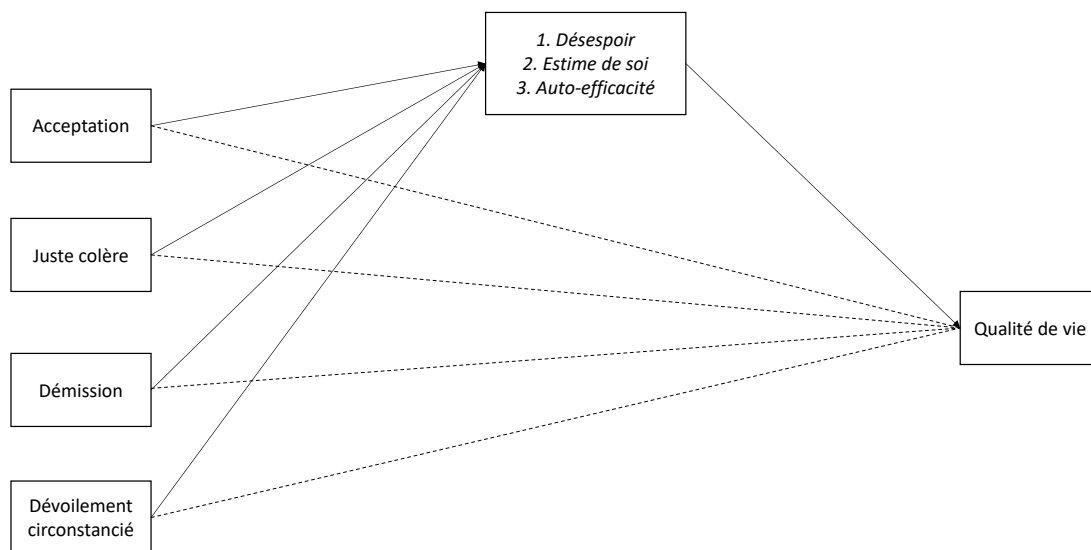 1. Désespoir
2. Estime de soi
3. Auto-efficacité
Acceptation
Juste colère
Qualité de vie
Démission
Dévoilement
circonstancié